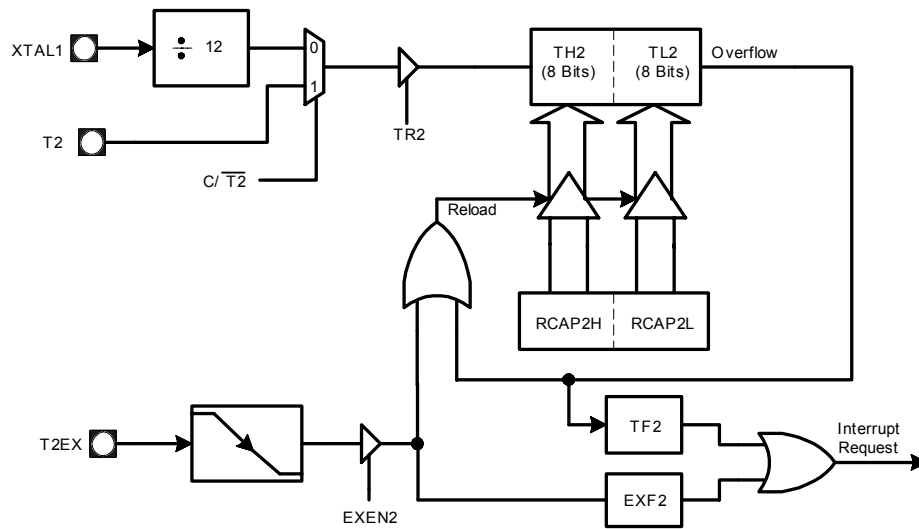 XTAL1
÷ 12
0
1
T2
C/ T2
TR2
TH2
(8 Bits)
TL2
(8 Bits)
Overflow
Reload
RCAP2H
RCAP2L
T2EX
EXEN2
TF2
EXF2
Interrupt
Request